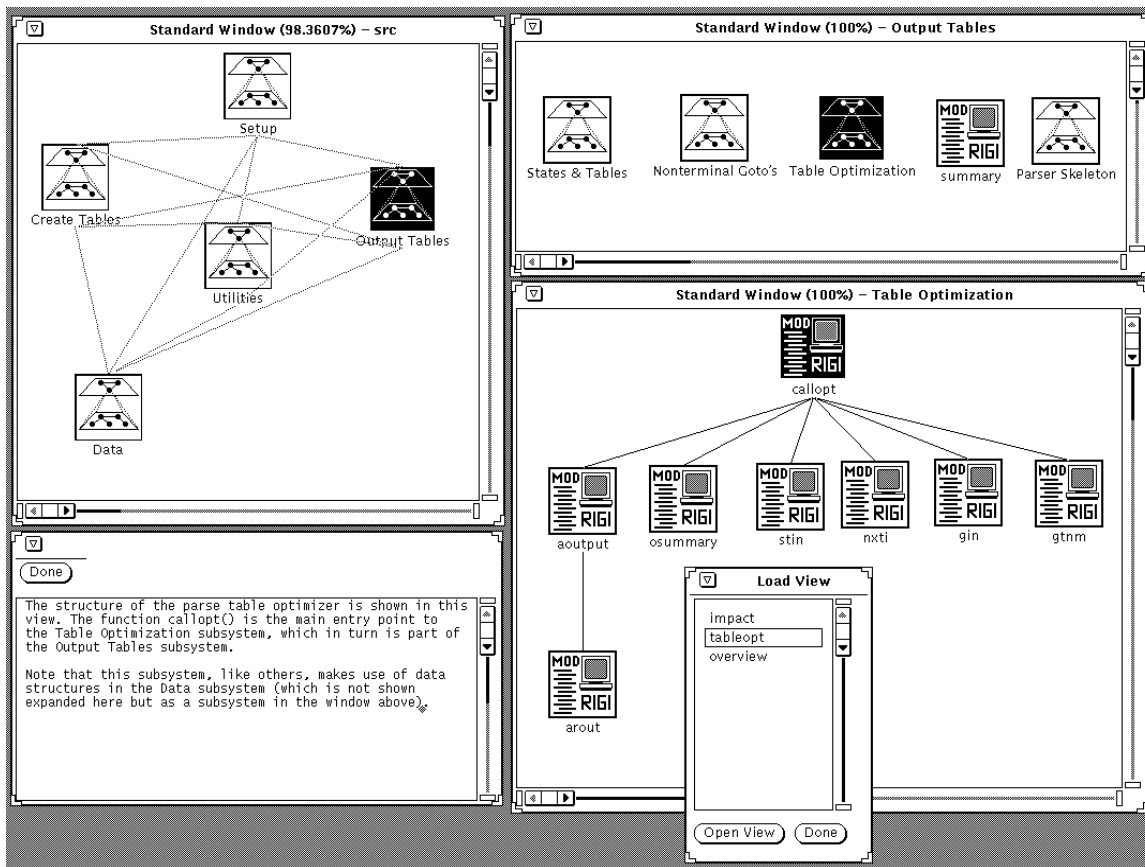 Standard Window (98.3607%) – src
Setup
Create Tables
Output Tables
Utilities
Data
Standard Window (100%) – Output Tables
MOD
RIGI
States & Tables
Nonterminal Goto's
Table Optimization
summary
Parser Skeleton
Standard Window (100%) – Table Optimization
MOD
RIGI
callopt
MOD
RIGI
MOD
RIGI
MOD
RIGI
MOD
RIGI
MOD
RIGI
MOD
RIGI
aoutput
osummary
stin
nxti
gin
gtnm
MOD
RIGI
arout
Done
The structure of the parse table optimizer is shown in this
view. The function callopt() is the main entry point to
the Table Optimization subsystem, which in turn is part of
the Output Tables subsystem.
Note that this subsystem, like others, makes use of data
structures in the Data subsystem (which is not shown
expanded here but as a subsystem in the window above).
Load View
impact
tableopt
overview
Open View
Done